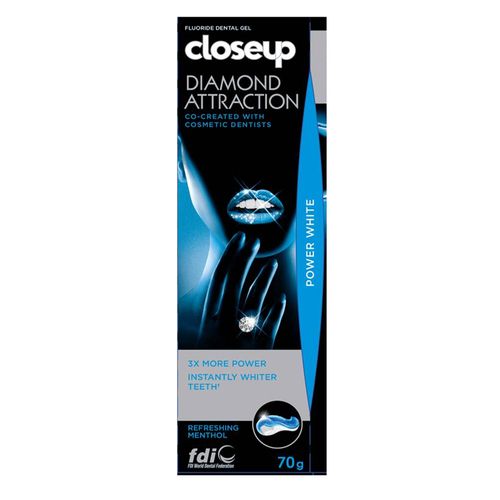 FLUORIDE DENTAL GEL
closeup
DIAMOND
ATTRACTION
CO-CREATED WITH
COSMETIC DENTISTS
POWER WHITE
3X MORE POWER
INSTANTLY WHITER
TEETH†
REFRESHING
MENTHOL
fdi
FDI World Dental Federation
70g